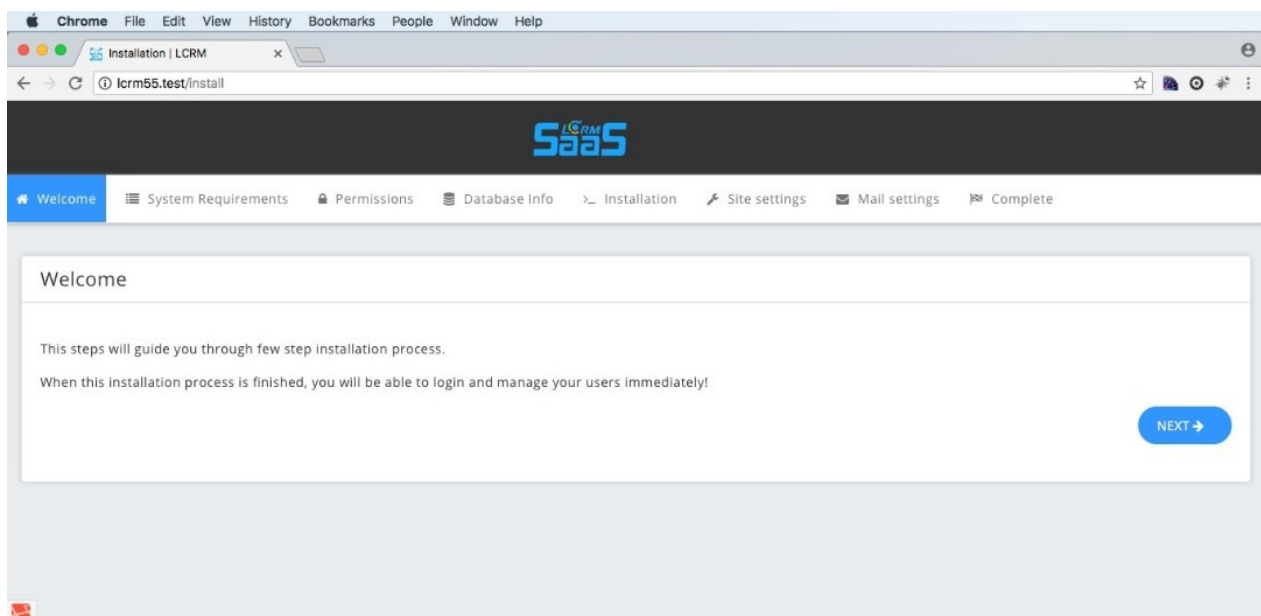 Chrome File Edit View History Bookmarks People Window Help
Installation | LCRM
lcrm55.test/install
LCRM
SaaS
Welcome System Requirements Permissions Database Info Installation Site settings Mail settings Complete
Welcome
This steps will guide you through few step installation process.
When this installation process is finished, you will be able to login and manage your users immediately!
NEXT